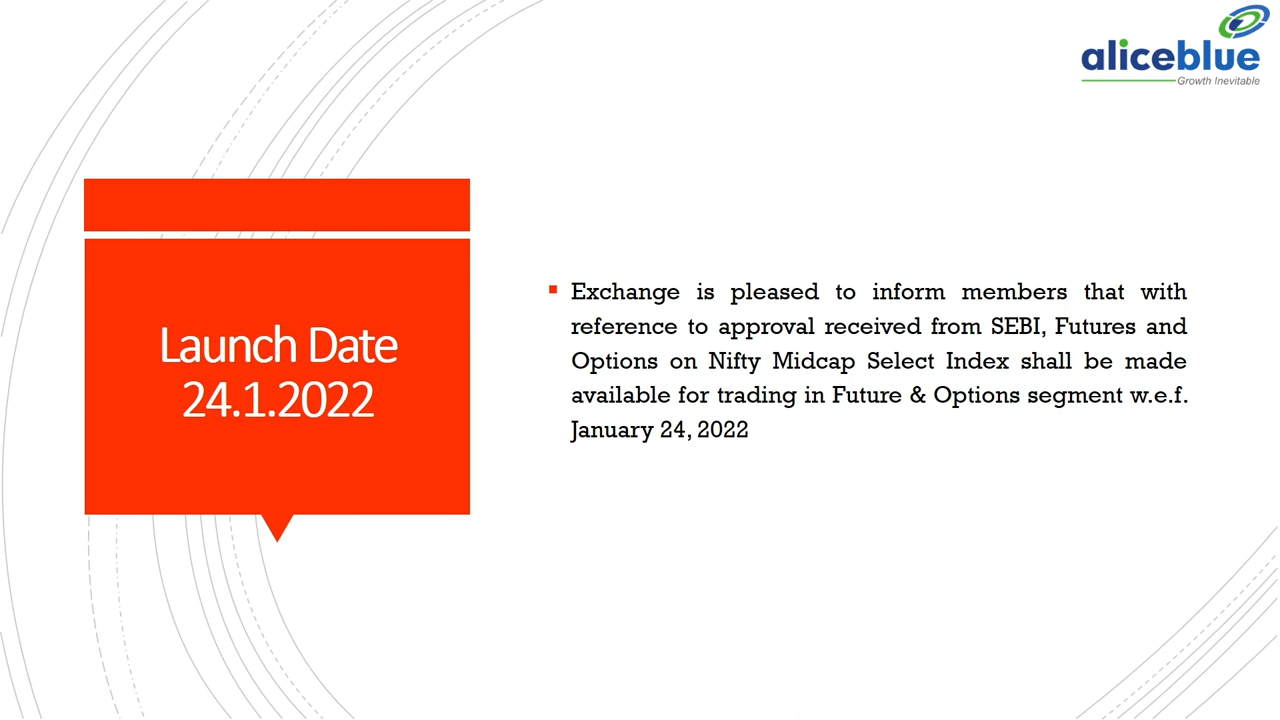 aliceblue
Growth Inevitable
Launch Date
24.1.2022
Exchange is pleased to inform members that with
reference to approval received from SEBI, Futures and
Options on Nifty Midcap Select Index shall be made
available for trading in Future & Options segment w.e.f.
January 24, 2022